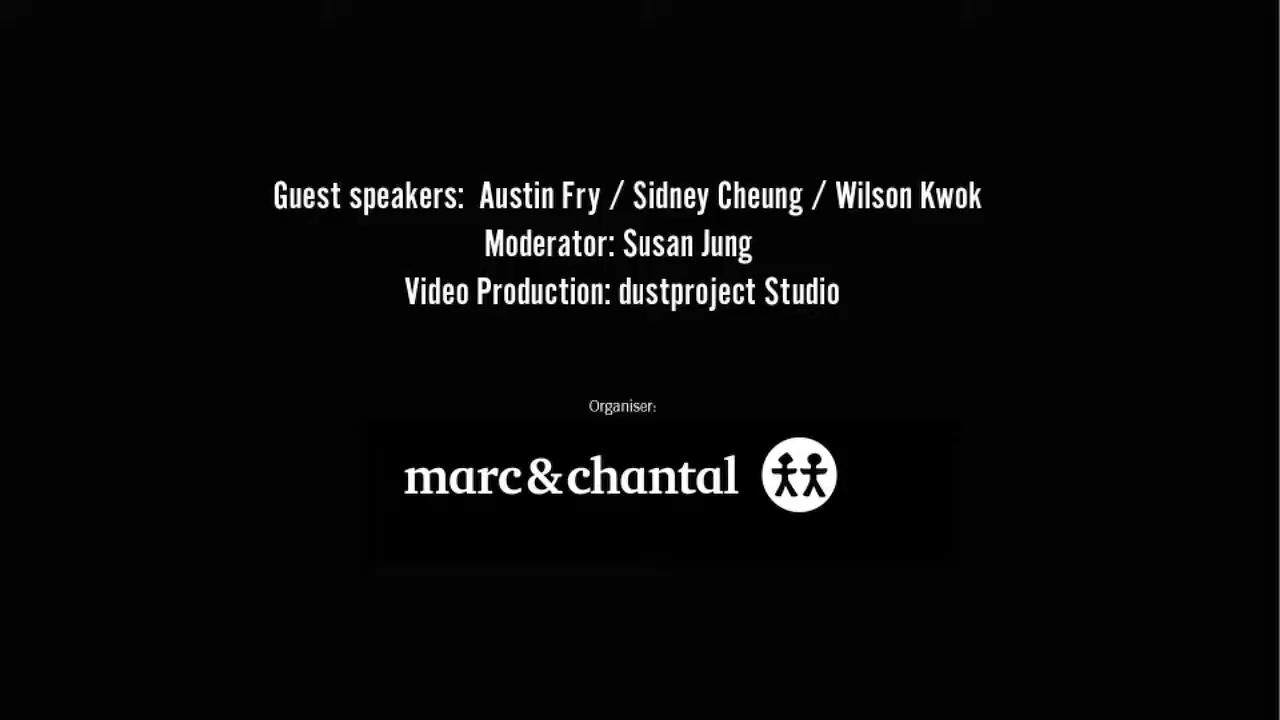 Guest speakers: Austin Fry / Sidney Cheung / Wilson Kwok
Moderator: Susan Jung
Video Production: dustproject Studio
Organiser:
marc&chantal